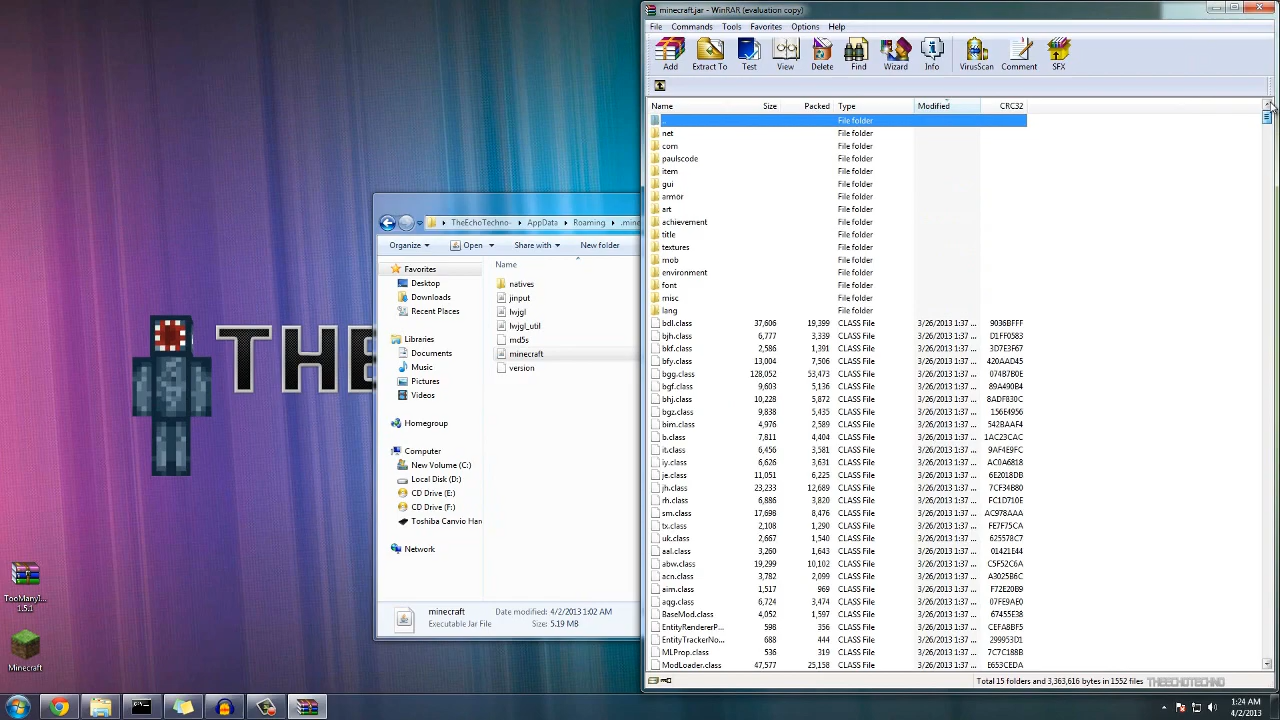 minecraft.jar - WinRAR (evaluation copy)
File Commands Tools Favorites Options Help
Add Extract To Test View Delete Find Wizard Info VirusScan Comment SFX
Name Size Packed Type Modified CRC32
.. File folder
net File folder
com File folder
paulscode File folder
item File folder
gui File folder
armor File folder
art File folder
achievement File folder
title File folder
textures File folder
mob File folder
environment File folder
font File folder
misc File folder
lang File folder
bdl.class 37,606 19,399 CLASS File 3/26/2013 1:37 ... 9036BFFF
bjh.class 6,777 3,339 CLASS File 3/26/2013 1:37 ... D1FF0583
bkf.class 2,586 1,391 CLASS File 3/26/2013 1:37 ... 3D7E3F67
bfy.class 13,004 7,506 CLASS File 3/26/2013 1:37 ... 420AAD45
bgg.class 128,052 53,473 CLASS File 3/26/2013 1:37 ... 074B7B0E
bgf.class 9,603 5,136 CLASS File 3/26/2013 1:37 ... 89A490B4
bhj.class 10,228 5,872 CLASS File 3/26/2013 1:37 ... 8ADF830C
bgz.class 9,838 5,435 CLASS File 3/26/2013 1:37 ... 156E4956
bim.class 4,976 2,589 CLASS File 3/26/2013 1:37 ... 542BAAF4
b.class 7,811 4,404 CLASS File 3/26/2013 1:37 ... 1AC23CAC
it.class 6,456 3,581 CLASS File 3/26/2013 1:37 ... 9AF4E9FC
iy.class 6,626 3,631 CLASS File 3/26/2013 1:37 ... AC0A6818
je.class 11,051 6,225 CLASS File 3/26/2013 1:37 ... 6E2018DB
jh.class 23,233 12,689 CLASS File 3/26/2013 1:37 ... 7CF34B80
rh.class 6,886 3,820 CLASS File 3/26/2013 1:37 ... FC1D710E
sm.class 17,698 8,476 CLASS File 3/26/2013 1:37 ... AC978AAA
tx.class 2,108 1,290 CLASS File 3/26/2013 1:37 ... FE7F75CA
uk.class 2,667 1,540 CLASS File 3/26/2013 1:37 ... 625578C7
aal.class 3,260 1,643 CLASS File 3/26/2013 1:37 ... 01421E44
abw.class 19,299 10,102 CLASS File 3/26/2013 1:37 ... C5F52C6A
acn.class 3,782 2,099 CLASS File 3/26/2013 1:37 ... A3025B6C
aim.class 1,517 969 CLASS File 3/26/2013 1:37 ... F72E20B9
aqg.class 6,724 3,474 CLASS File 3/26/2013 1:37 ... 07FE9AE0
BaseMod.class 4,052 1,597 CLASS File 3/26/2013 1:37 ... 67455E38
EntityRendererP... 598 356 CLASS File 3/26/2013 1:37 ... CEFA8BF5
EntityTrackerNo... 688 444 CLASS File 3/26/2013 1:37 ... 299953D1
MLProp.class 536 319 CLASS File 3/26/2013 1:37 ... 7C7C188B
ModLoader.class 47,577 25,158 CLASS File 3/26/2013 1:37 ... E653CEDA
Total 15 folders and 3,363,616 bytes in 1552 files
THEECHOTECHNO
TheEchoTechno- AppData Roaming .mine
Organize Open Share with New folder
Name
Favorites
Desktop
Downloads
Recent Places
Libraries
Documents
Music
Pictures
Videos
Homegroup
Computer
New Volume (C:)
Local Disk (D:)
CD Drive (E:)
CD Drive (F:)
Toshiba Canvio Har
Network
natives
jinput
lwjgl
lwjgl_util
md5s
minecraft
version
minecraft
Executable Jar File
Date modified: 4/2/2013 1:02 AM
Size: 5.19 MB
THE
TooManyI...
1.5.1
Minecraft
1:24 AM
4/2/2013